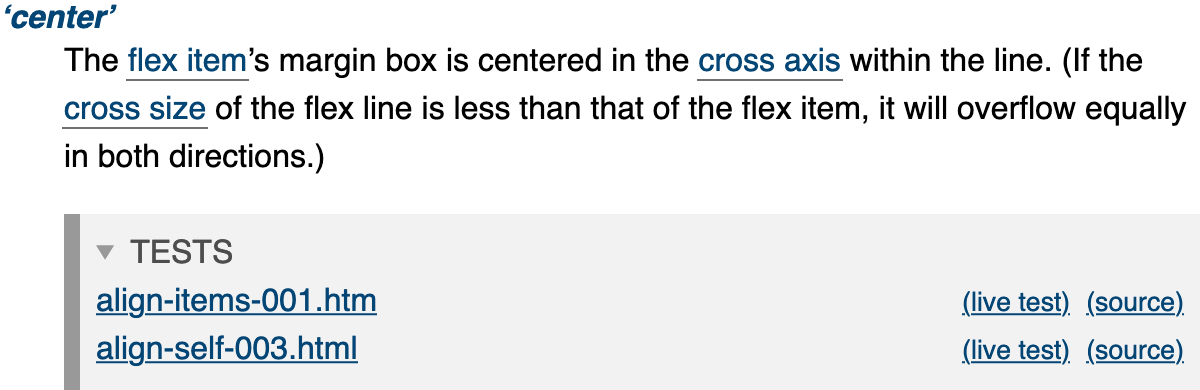 ‘center’
The flex item’s margin box is centered in the cross axis within the line. (If the
cross size of the flex line is less than that of the flex item, it will overflow equally
in both directions.)
▼ TESTS
align-items-001.htm (live test) (source)
align-self-003.html (live test) (source)